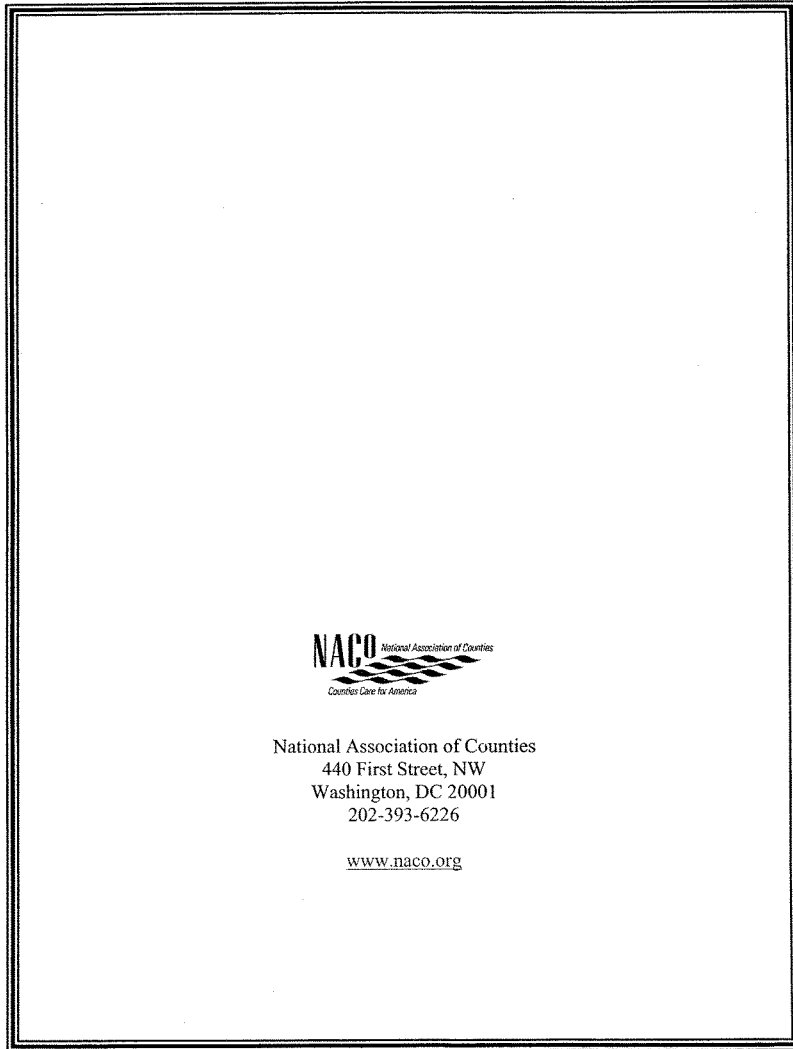 NACo National Association of Counties
Counties Care for America
National Association of Counties
440 First Street, NW
Washington, DC 20001
202-393-6226
www.naco.org